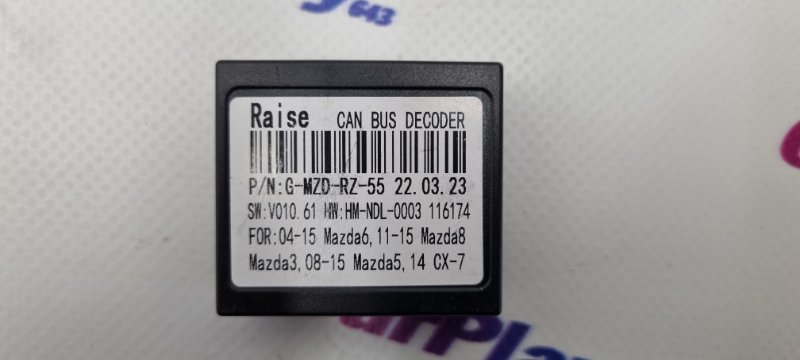 643
Raise CAN BUS DECODER
P/N:G-MZD-RZ-55 22.03.23
SW:V010.61 HW:HM-NDL-0003 116174
FOR:04-15 Mazda6,11-15 Mazda8
Mazda3,08-15 Mazda5,14 CX-7